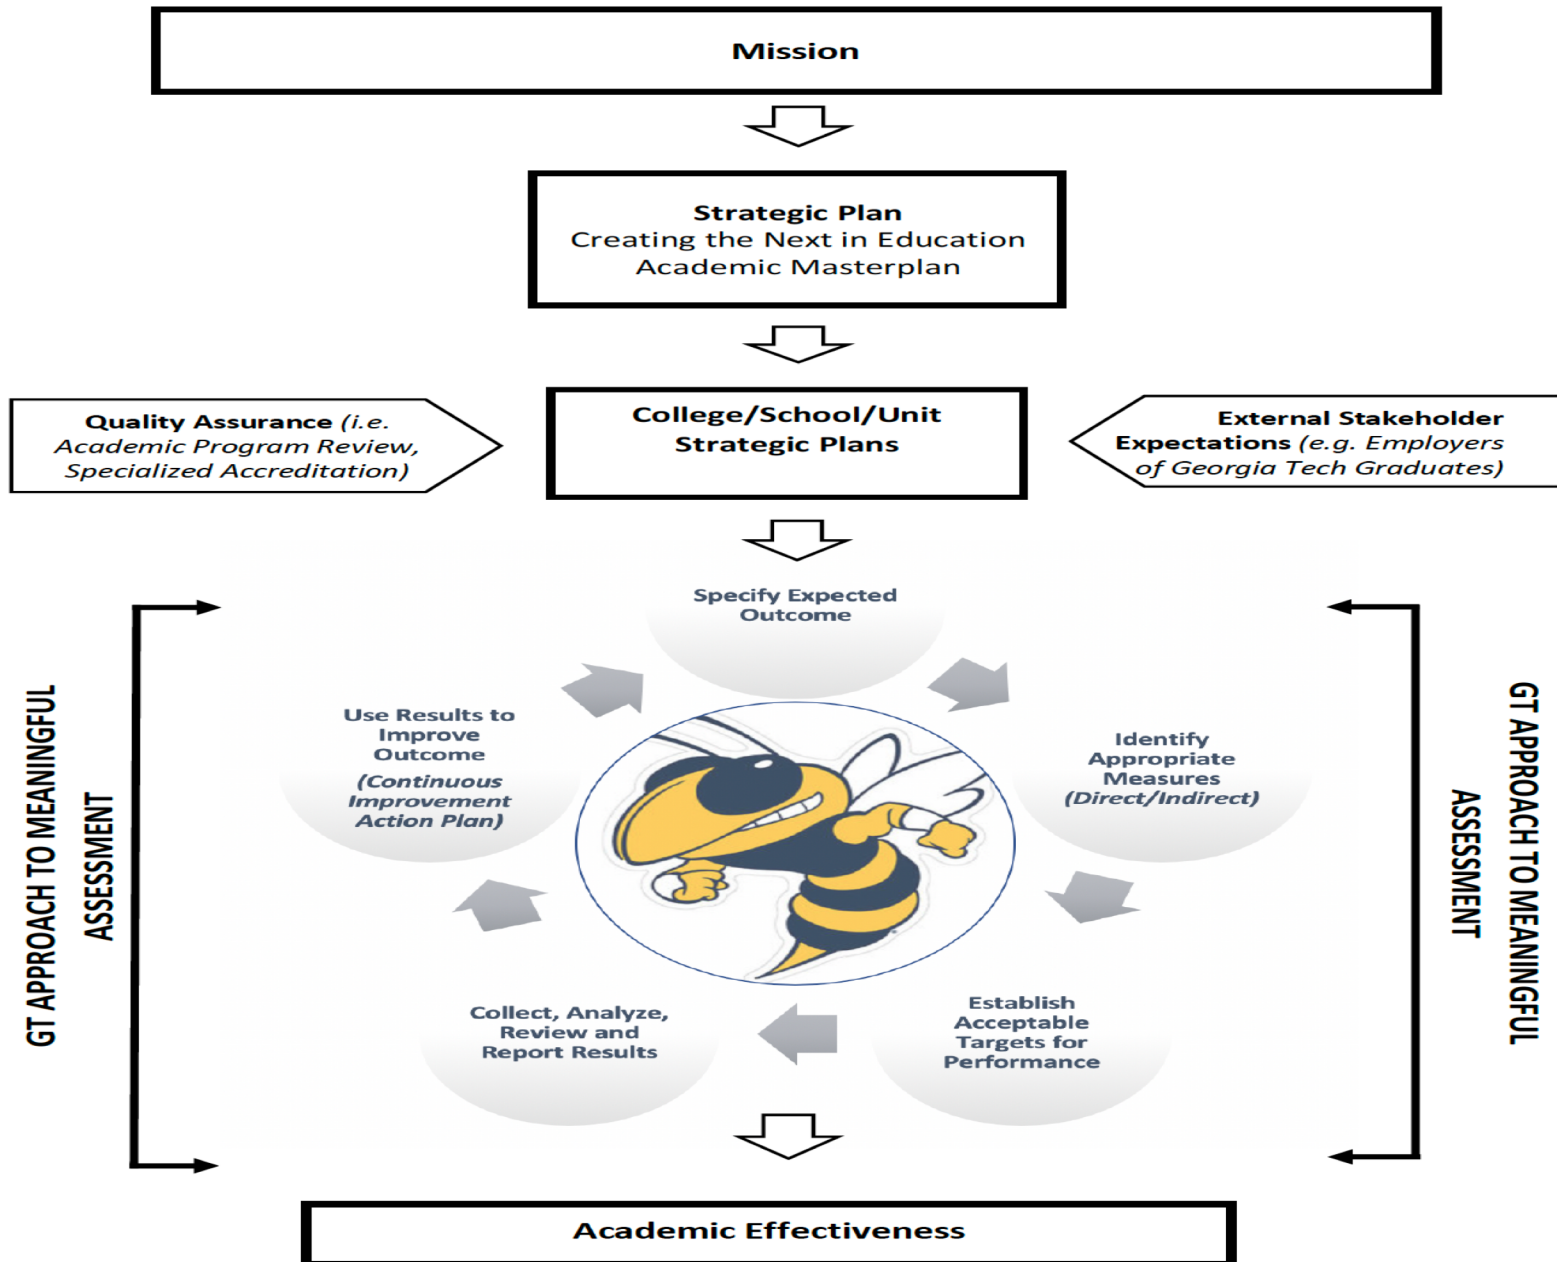 Mission
Strategic Plan
Creating the Next in Education
Academic Masterplan
Quality Assurance (i.e.
Academic Program Review,
Specialized Accreditation)
College/School/Unit
Strategic Plans
External Stakeholder
Expectations (e.g. Employers
of Georgia Tech Graduates)
GT APPROACH TO MEANINGFUL
ASSESSMENT
Specify Expected
Outcome
Identify
Appropriate
Measures
(Direct/Indirect)
Establish
Acceptable
Targets for
Performance
Collect, Analyze,
Review and
Report Results
Use Results to
Improve
Outcome
(Continuous
Improvement
Action Plan)
GT APPROACH TO MEANINGFUL
ASSESSMENT
Academic Effectiveness